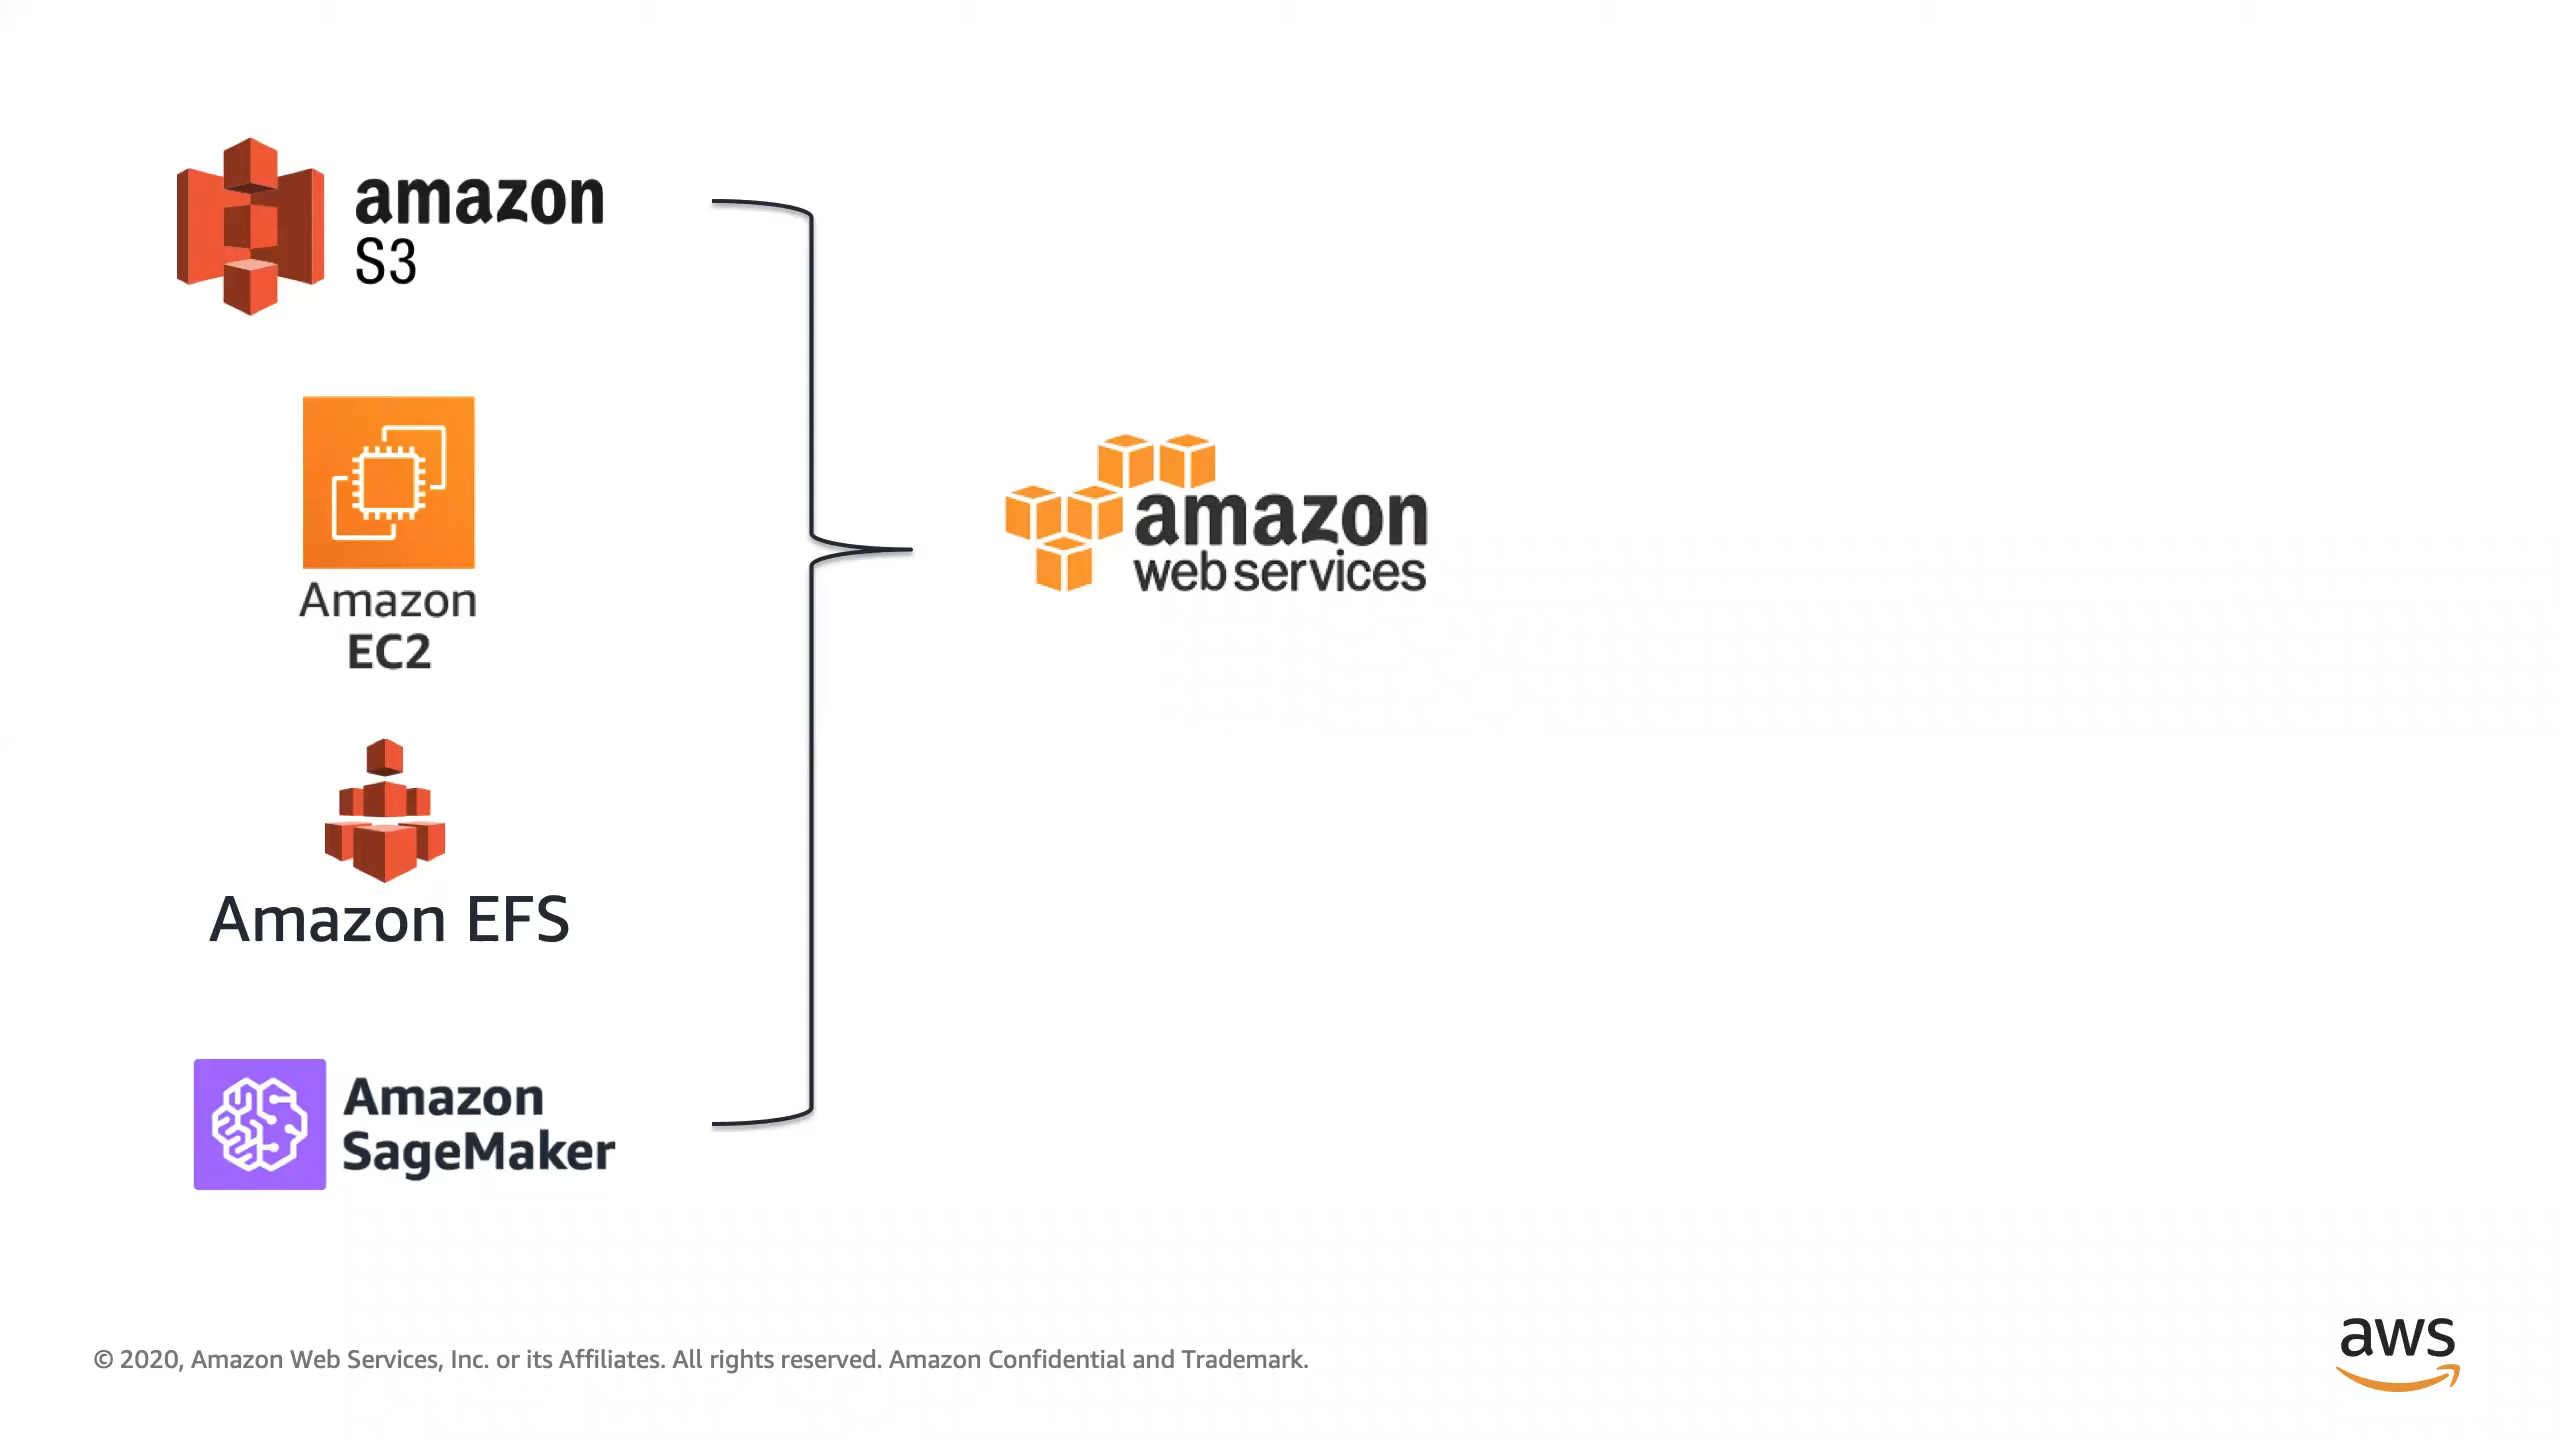 amazon
S3
Amazon
EC2
Amazon EFS
Amazon
SageMaker
amazon
web services
© 2020, Amazon Web Services, Inc. or its Affiliates. All rights reserved. Amazon Confidential and Trademark.
aws